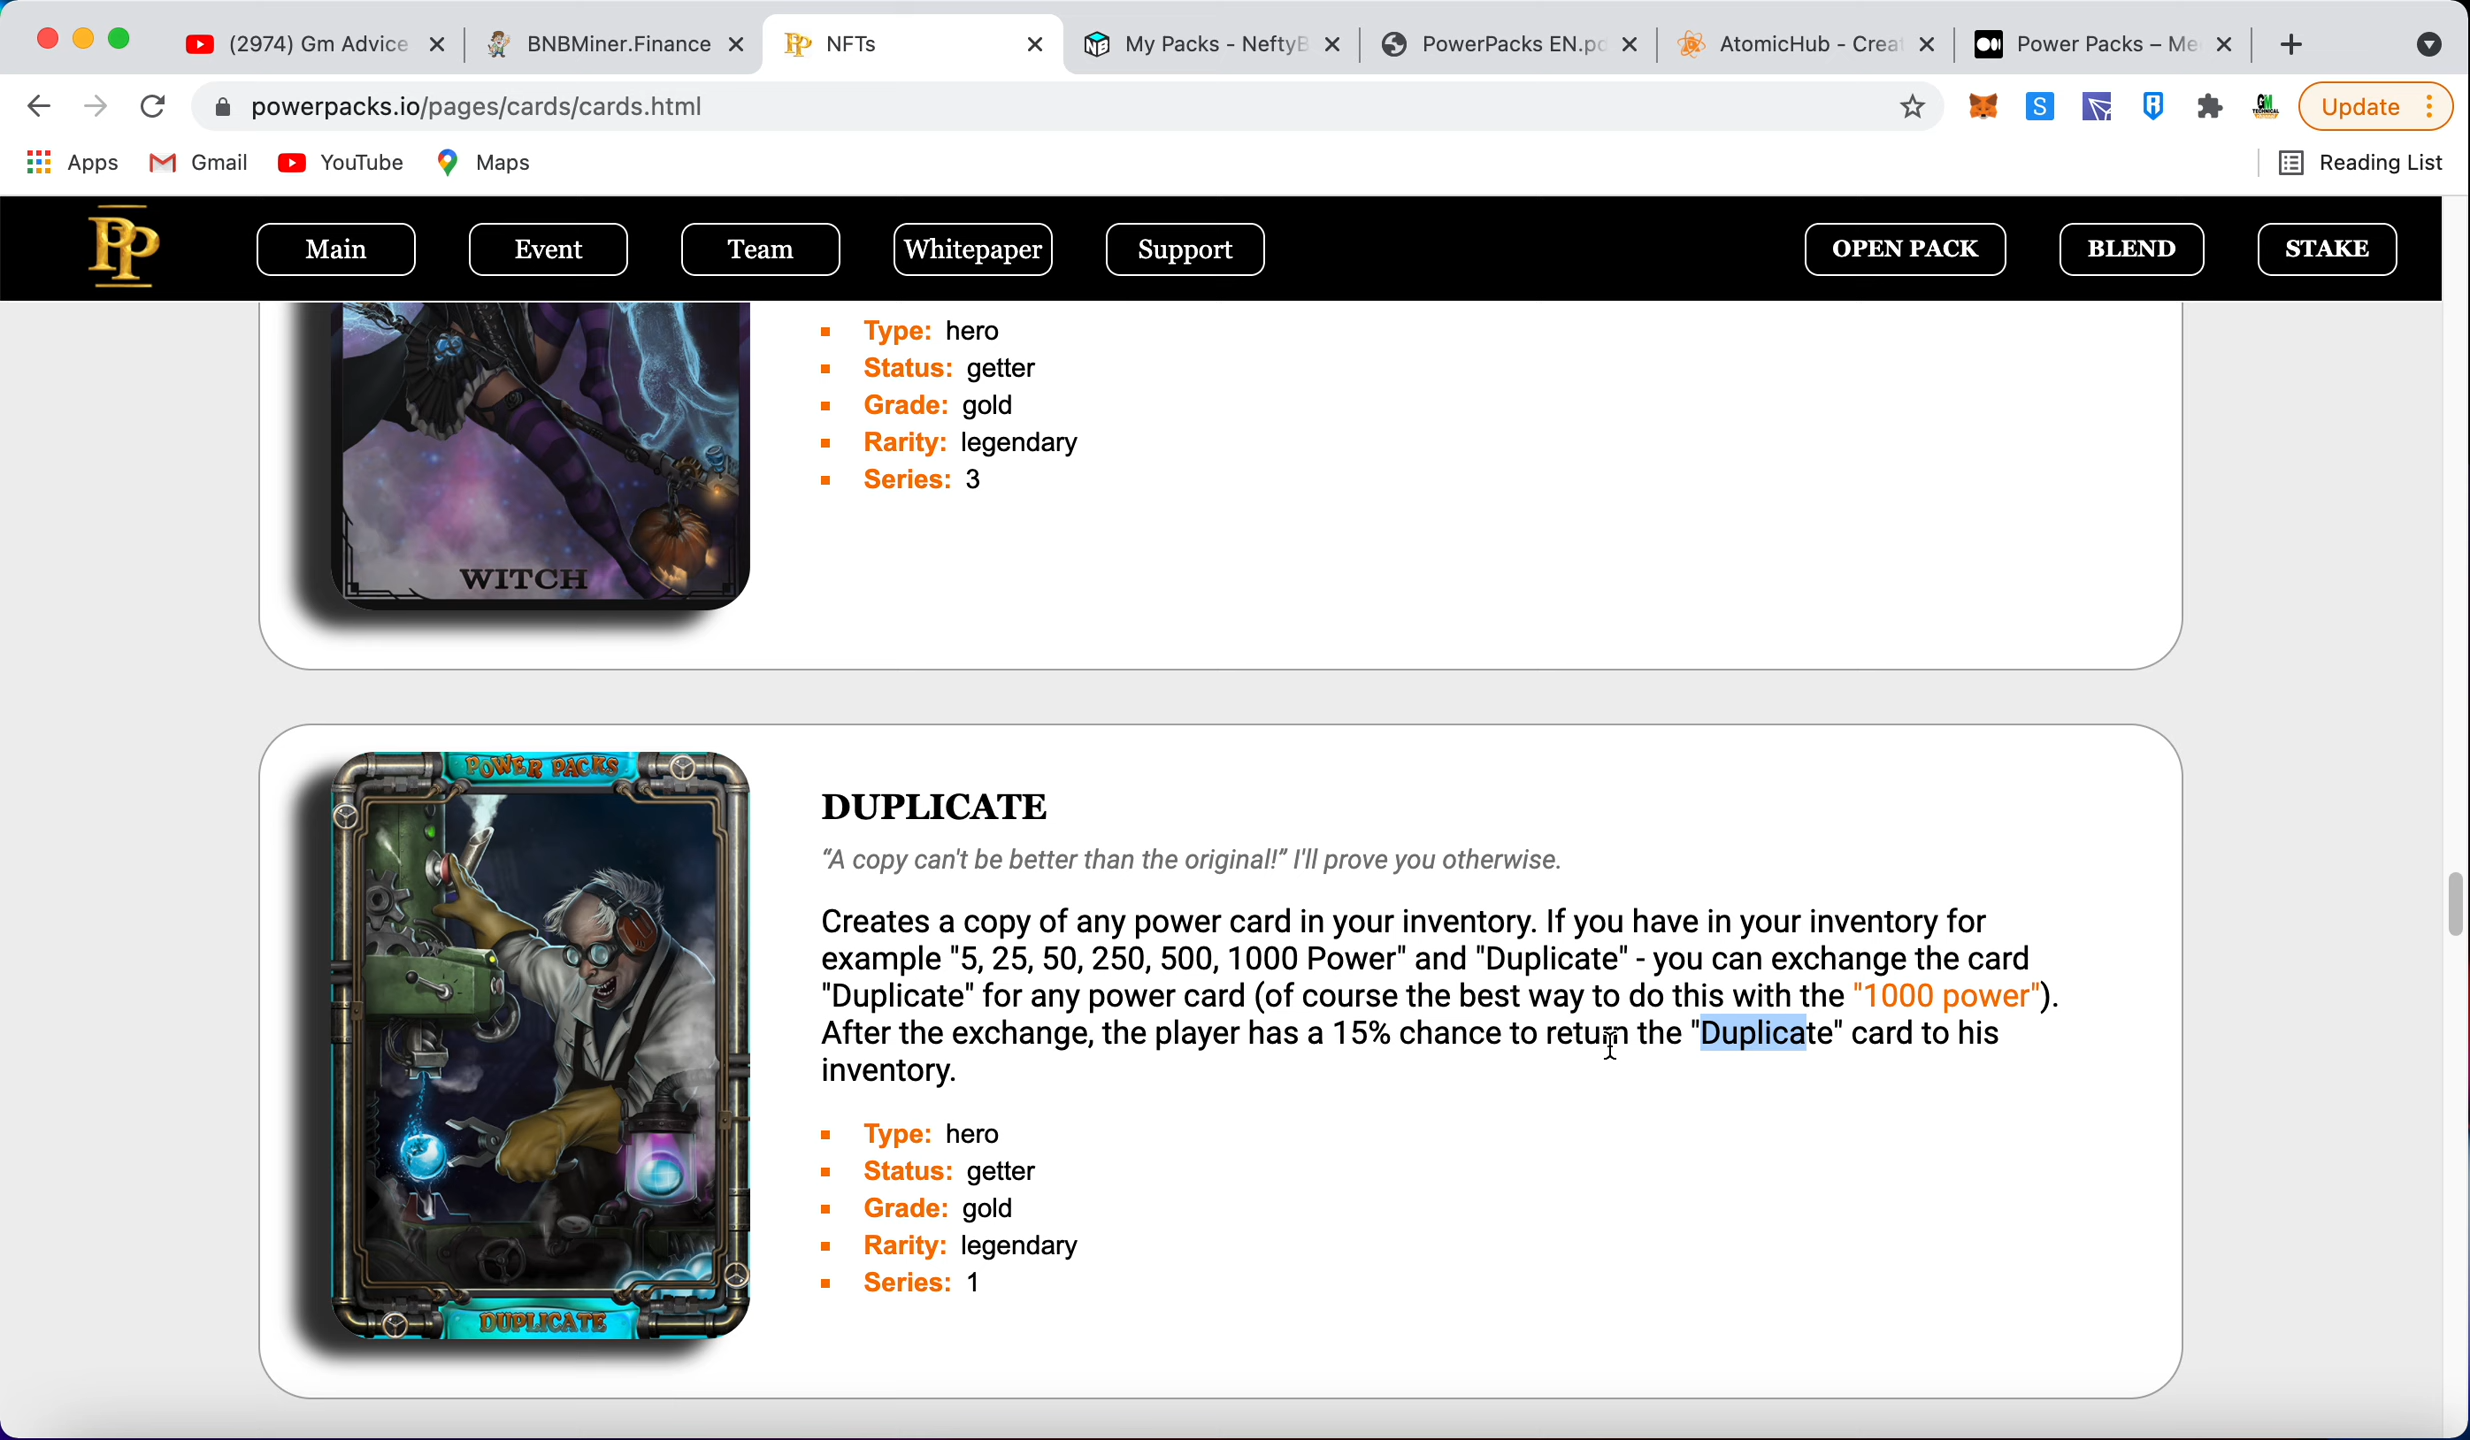 (2974) Gm Advice
BNBMiner.Finance
NFTs
My Packs - NeftyB
PowerPacks EN.pd
AtomicHub - Creat
Power Packs – Me
powerpacks.io/pages/cards/cards.html
Update
Apps
Gmail
YouTube
Maps
Reading List
PP
Main
Event
Team
Whitepaper
Support
OPEN PACK
BLEND
STAKE
WITCH
Type: hero
Status: getter
Grade: gold
Rarity: legendary
Series: 3
POWER PACKS
DUPLICATE
DUPLICATE
“A copy can't be better than the original!” I'll prove you otherwise.
Creates a copy of any power card in your inventory. If you have in your inventory for
example "5, 25, 50, 250, 500, 1000 Power" and "Duplicate" - you can exchange the card
"Duplicate" for any power card (of course the best way to do this with the "1000 power").
After the exchange, the player has a 15% chance to return the "Duplicate" card to his
inventory.
Type: hero
Status: getter
Grade: gold
Rarity: legendary
Series: 1